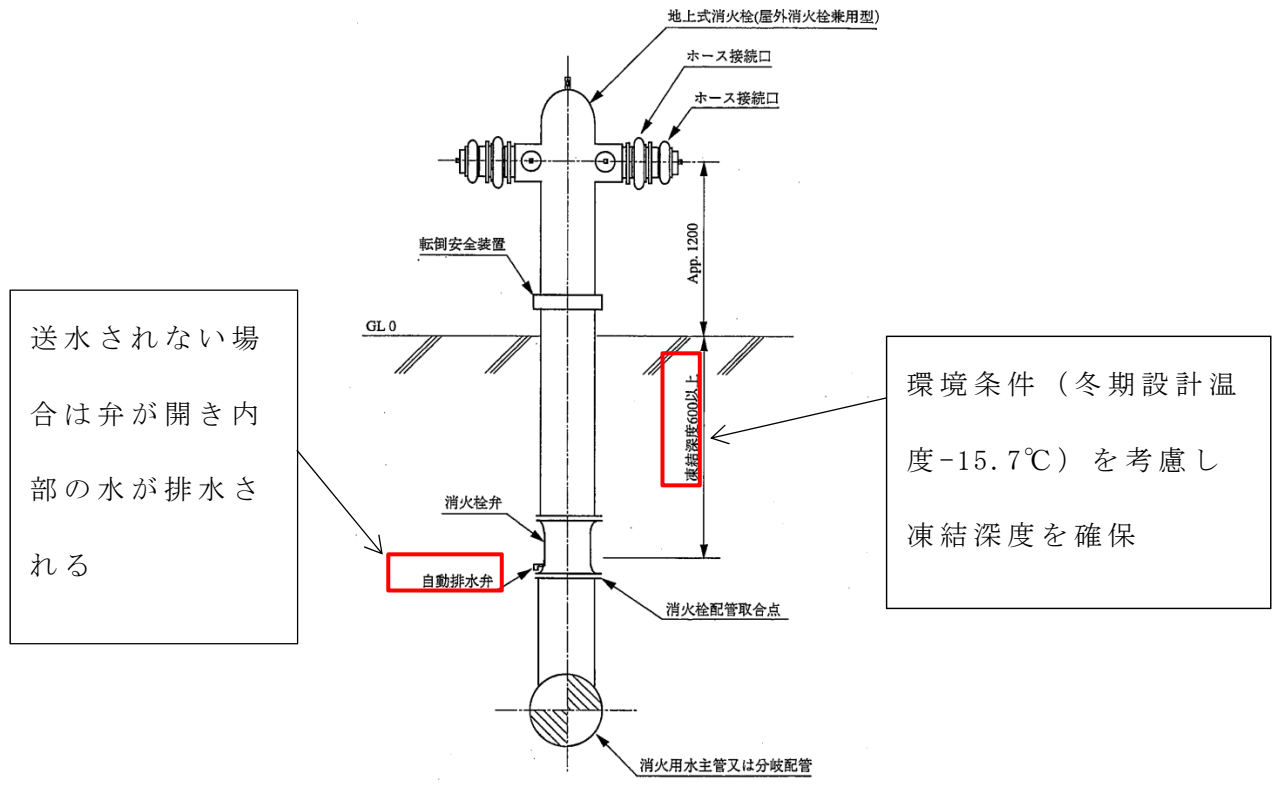 地上式消火栓(屋外消火栓兼用型)
ホース接続口
ホース接続口
App. 1200
転倒安全装置
GL 0
送水されない場
合は弁が開き内
部の水が排水さ
れる
凍結深度600以上
環境条件（冬期設計温
度-15.7℃）を考慮し
凍結深度を確保
消火栓弁
自動排水弁
消火栓配管取合点
消火用水主管又は分岐配管